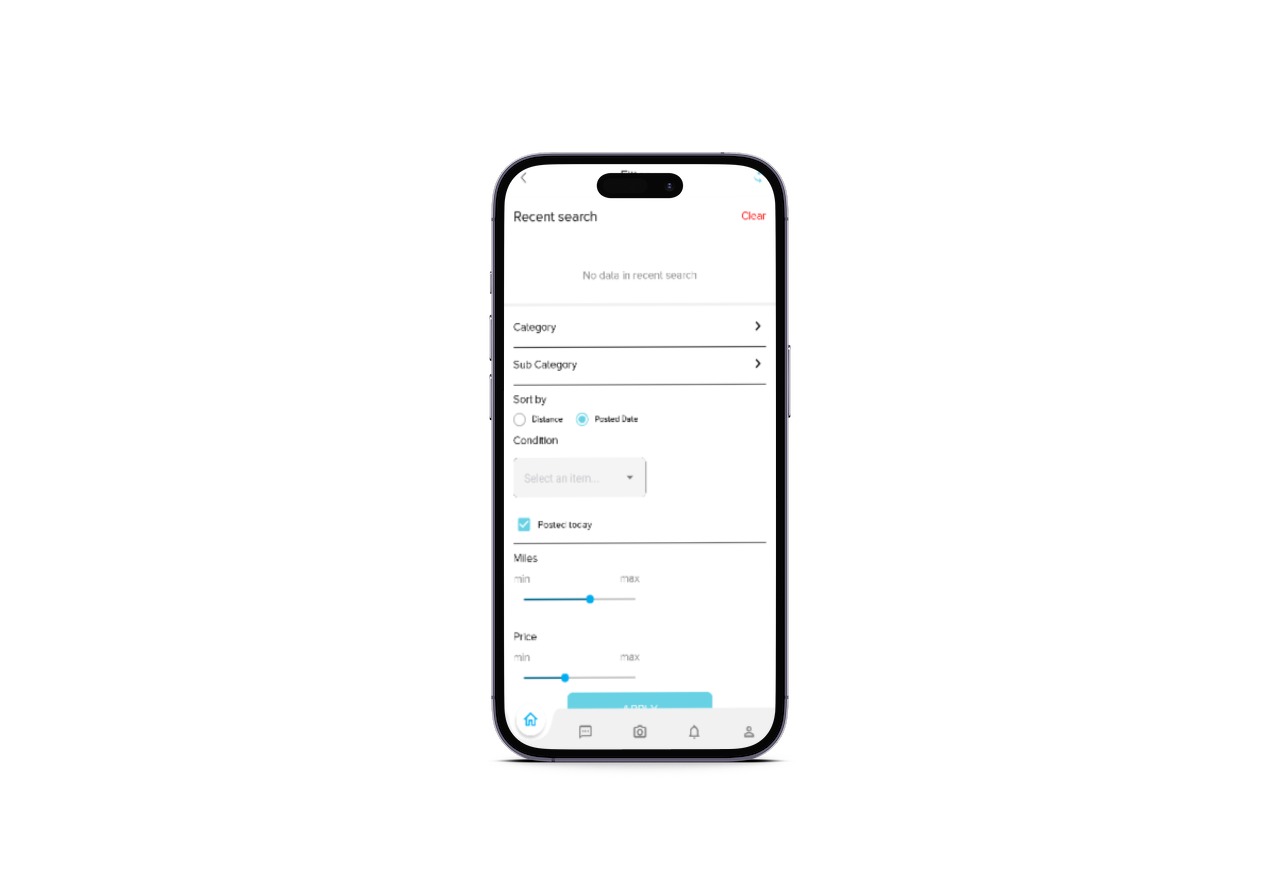 Recent search Clear
No data in recent search
Category
Sub Category
Sort by
Distance Posted Date
Condition
Select an item...
Posted today
Miles
min max
Price
min max
APPLY